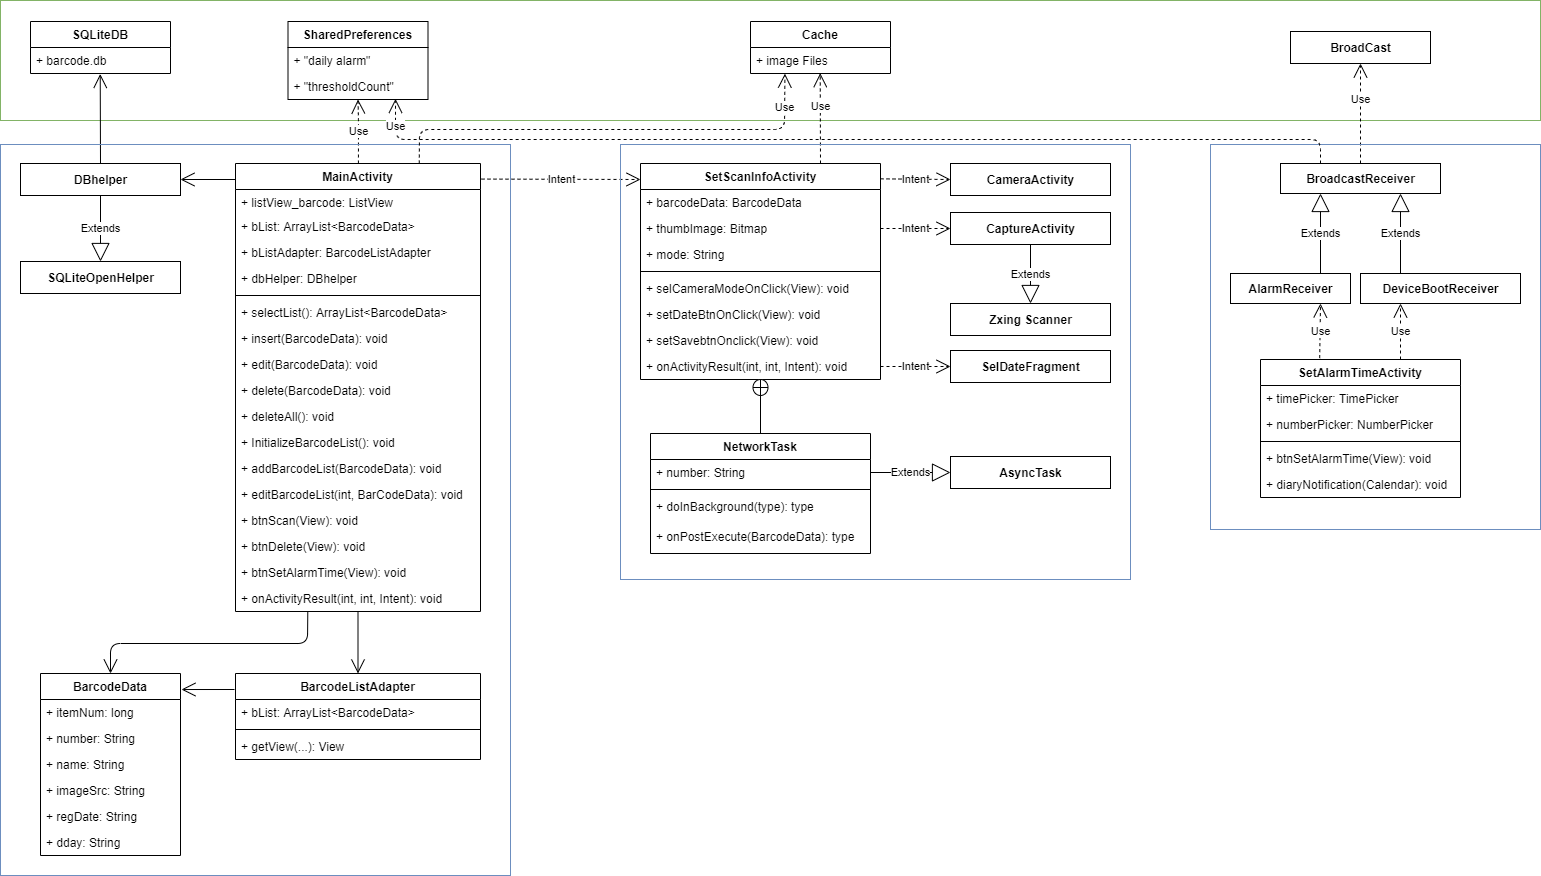 SQLiteDB
+ barcode.db
SharedPreferences
+ "daily alarm"
+ "thresholdCount"
Cache
+ image Files
BroadCast
Use
Use
Use
Use
Use
DBhelper
Extends
SQLiteOpenHelper
MainActivity
+ listView_barcode: ListView
+ bList: ArrayList<BarcodeData>
+ bListAdapter: BarcodeListAdapter
+ dbHelper: DBhelper
+ selectList(): ArrayList<BarcodeData>
+ insert(BarcodeData): void
+ edit(BarcodeData): void
+ delete(BarcodeData): void
+ deleteAll(): void
+ InitializeBarcodeList(): void
+ addBarcodeList(BarcodeData): void
+ editBarcodeList(int, BarCodeData): void
+ btnScan(View): void
+ btnDelete(View): void
+ btnSetAlarmTime(View): void
+ onActivityResult(int, int, Intent): void
BarcodeData
+ itemNum: long
+ number: String
+ name: String
+ imageSrc: String
+ regDate: String
+ dday: String
BarcodeListAdapter
+ bList: ArrayList<BarcodeData>
+ getView(...): View
Intent
SetScanInfoActivity
+ barcodeData: BarcodeData
+ thumbImage: Bitmap
+ mode: String
+ selCameraModeOnClick(View): void
+ setDateBtnOnClick(View): void
+ setSavebtnOnclick(View): void
+ onActivityResult(int, int, Intent): void
Intent
CameraActivity
Intent
CaptureActivity
Extends
Zxing Scanner
Intent
SelDateFragment
NetworkTask
+ number: String
+ doInBackground(type): type
+ onPostExecute(BarcodeData): type
Extends
AsyncTask
BroadcastReceiver
Extends
Extends
AlarmReceiver
DeviceBootReceiver
Use
Use
SetAlarmTimeActivity
+ timePicker: TimePicker
+ numberPicker: NumberPicker
+ btnSetAlarmTime(View): void
+ diaryNotification(Calendar): void